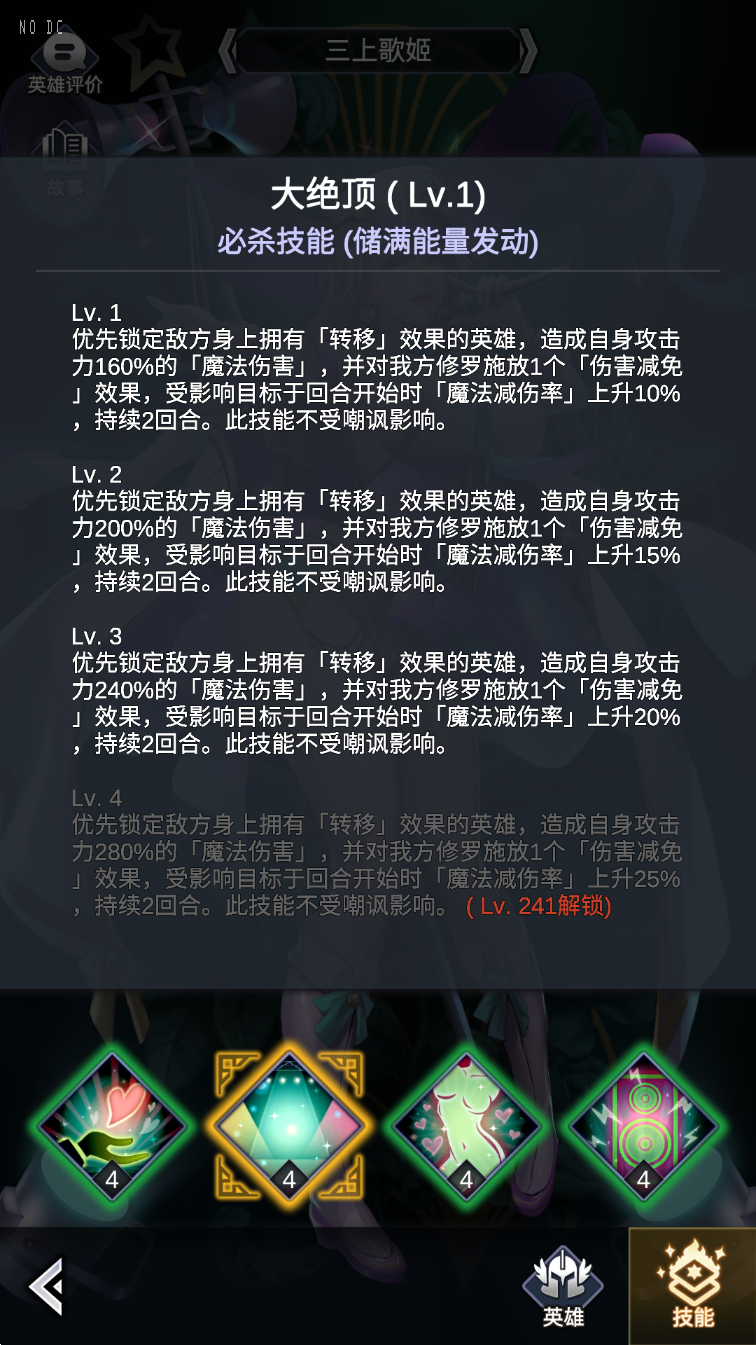 NO DC
英雄评价
三上歌姬
故事
大绝顶 ( Lv.1)
必杀技能 (储满能量发动)
Lv. 1
优先锁定敌方身上拥有「转移」效果的英雄，造成自身攻击
力160%的「魔法伤害」，并对我方修罗施放1个「伤害减免
」效果，受影响目标于回合开始时「魔法减伤率」上升10%
，持续2回合。此技能不受嘲讽影响。
Lv. 2
优先锁定敌方身上拥有「转移」效果的英雄，造成自身攻击
力200%的「魔法伤害」，并对我方修罗施放1个「伤害减免
」效果，受影响目标于回合开始时「魔法减伤率」上升15%
，持续2回合。此技能不受嘲讽影响。
Lv. 3
优先锁定敌方身上拥有「转移」效果的英雄，造成自身攻击
力240%的「魔法伤害」，并对我方修罗施放1个「伤害减免
」效果，受影响目标于回合开始时「魔法减伤率」上升20%
，持续2回合。此技能不受嘲讽影响。
Lv. 4
优先锁定敌方身上拥有「转移」效果的英雄，造成自身攻击
力280%的「魔法伤害」，并对我方修罗施放1个「伤害减免
」效果，受影响目标于回合开始时「魔法减伤率」上升25%
，持续2回合。此技能不受嘲讽影响。 ( Lv. 241解锁)
4 4 4 4
英雄 技能